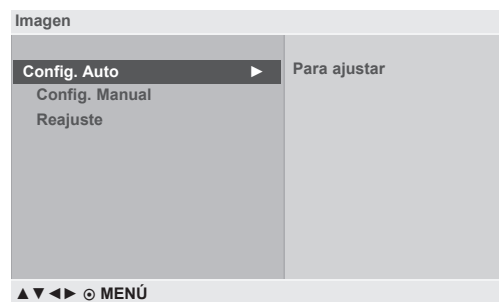 Imagen
Config. Auto ► Para ajustar
Config. Manual
Reajuste
▲▼◄► ⊙ MENÚ